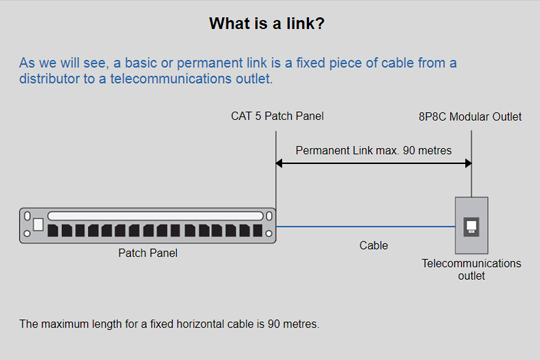 What is a link?
As we will see, a basic or permanent link is a fixed piece of cable from a
distributor to a telecommunications outlet.
CAT 5 Patch Panel
8P8C Modular Outlet
Permanent Link max. 90 metres
Patch Panel
Cable
Telecommunications
outlet
The maximum length for a fixed horizontal cable is 90 metres.